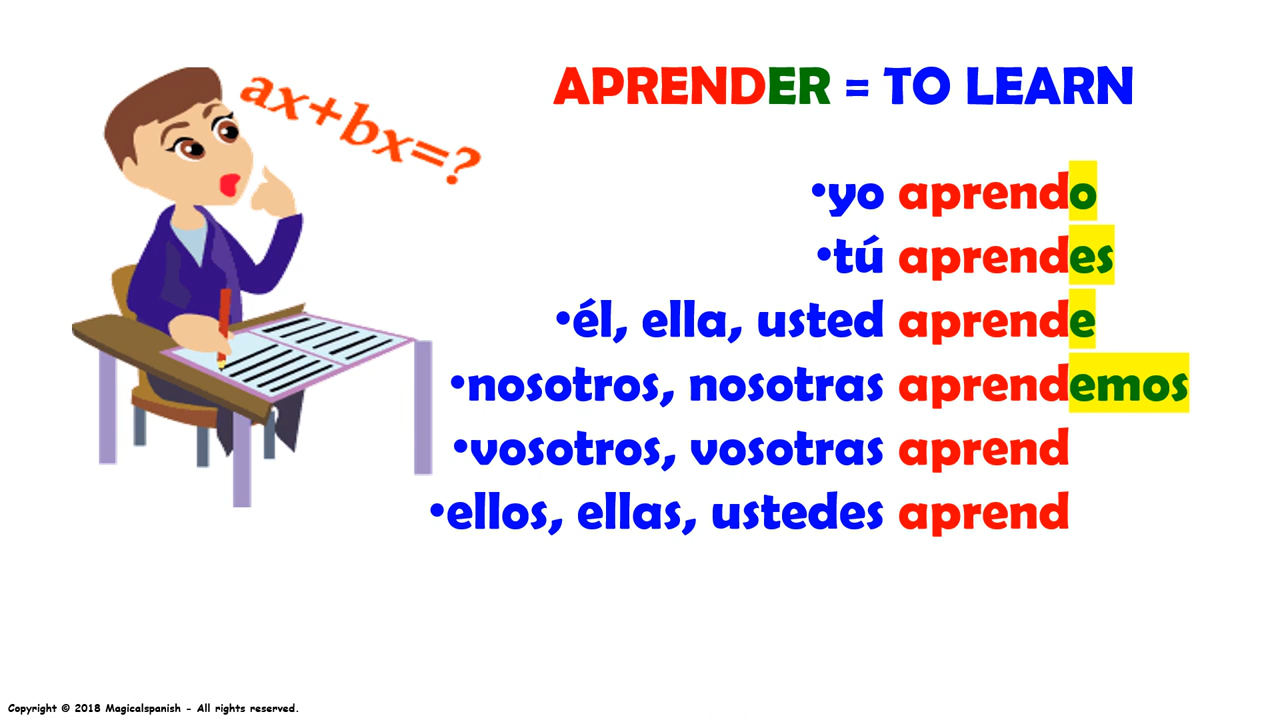 ax+bx=?
APRENDER = TO LEARN
•yo aprendo
•tú aprendes
•él, ella, usted aprende
•nosotros, nosotras aprendemos
•vosotros, vosotras aprend
•ellos, ellas, ustedes aprend
Copyright © 2018 Magicalspanish - All rights reserved.